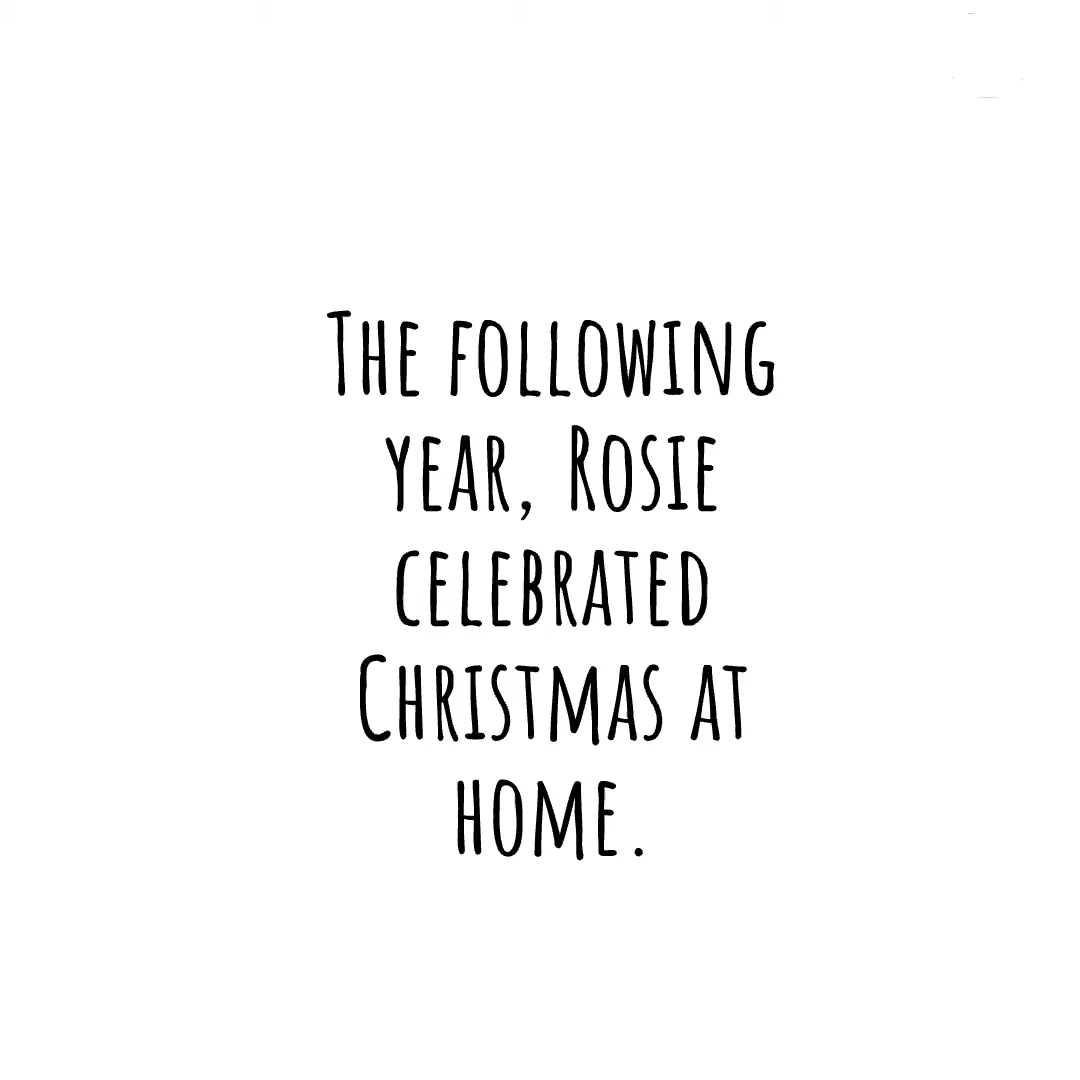 The following
year, Rosie
celebrated
Christmas at
home.